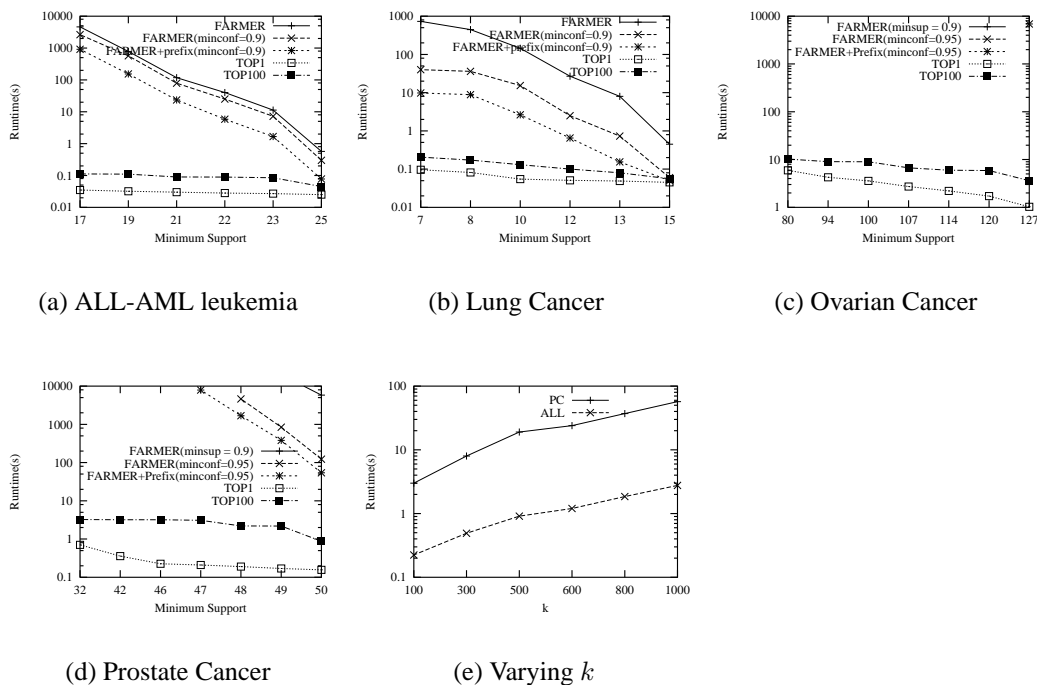 FARMER
FARMER(minconf=0.9)
FARMER+prefix(minconf=0.9)
TOP1
TOP100
10000
1000
100
10
1
0.1
0.01
Runtime(s)
17 19 21 22 23 25
Minimum Support
(a) ALL-AML leukemia
FARMER
FARMER(minconf=0.9)
FARMER+prefix(minconf=0.9)
TOP1
TOP100
1000
100
10
1
0.1
0.01
Runtime(s)
7 8 10 12 13 15
Minimum Support
(b) Lung Cancer
FARMER(minsup = 0.9)
FARMER(minconf=0.95)
FARMER+Prefix(minconf=0.95)
TOP1
TOP100
10000
1000
100
10
1
Runtime(s)
80 94 100 107 114 120 127
Minimum Support
(c) Ovarian Cancer
10000
1000
100
10
1
0.1
Runtime(s)
FARMER(minsup = 0.9)
FARMER(minconf=0.95)
FARMER+Prefix(minconf=0.95)
TOP1
TOP100
32 42 46 47 48 49 50
Minimum Support
(d) Prostate Cancer
PC
ALL
100
10
1
0.1
Runtime(s)
100 300 500 600 800 1000
k
(e) Varying k